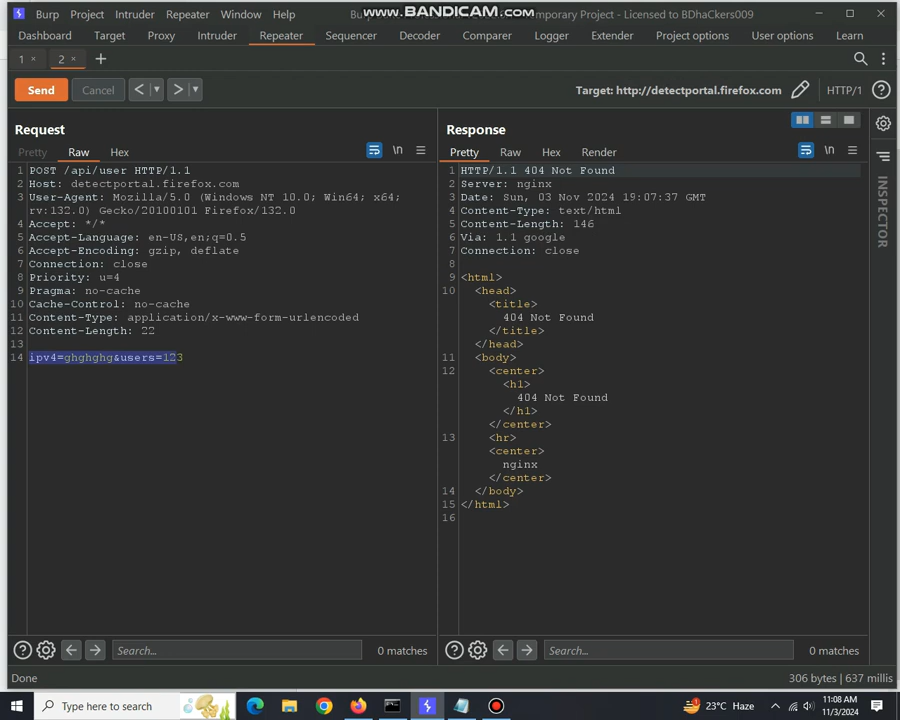 Burp Project Intruder Repeater Window Help
www.BANDICAM.com
Temporary Project - Licensed to BDhaCkers009
Dashboard Target Proxy Intruder Repeater Sequencer Decoder Comparer Logger Extender Project options User options Learn
1 × 2 × +
Send Cancel < > Target: http://detectportal.firefox.com HTTP/1 ?
Request
Pretty Raw Hex \n
1 POST /api/user HTTP/1.1
2 Host: detectportal.firefox.com
3 User-Agent: Mozilla/5.0 (Windows NT 10.0; Win64; x64;
rv:132.0) Gecko/20100101 Firefox/132.0
4 Accept: */*
5 Accept-Language: en-US,en;q=0.5
6 Accept-Encoding: gzip, deflate
7 Connection: close
8 Priority: u=4
9 Pragma: no-cache
10 Cache-Control: no-cache
11 Content-Type: application/x-www-form-urlencoded
12 Content-Length: 22
13
14 ipv4=ghghghg&users=123
Search... 0 matches
Response
Pretty Raw Hex Render \n
1 HTTP/1.1 404 Not Found
2 Server: nginx
3 Date: Sun, 03 Nov 2024 19:07:37 GMT
4 Content-Type: text/html
5 Content-Length: 146
6 Via: 1.1 google
7 Connection: close
8
9 <html>
10 <head>
<title>
404 Not Found
</title>
</head>
11 <body>
12 <center>
<h1>
404 Not Found
</h1>
</center>
13 <hr>
<center>
nginx
</center>
14 </body>
15 </html>
16
Search... 0 matches
INSPECTOR
Done 306 bytes | 637 millis
Type here to search 23°C Haze 11:08 AM
11/3/2024